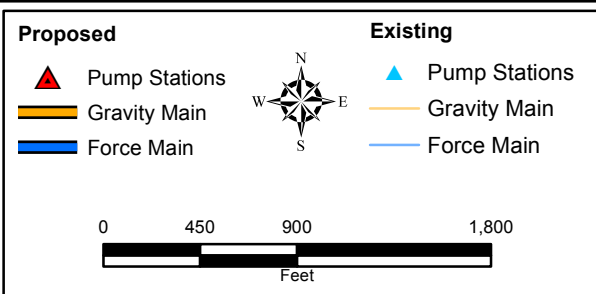 Proposed
Pump Stations
Gravity Main
Force Main
N
W E
S
Existing
Pump Stations
Gravity Main
Force Main
0 450 900 1,800
Feet